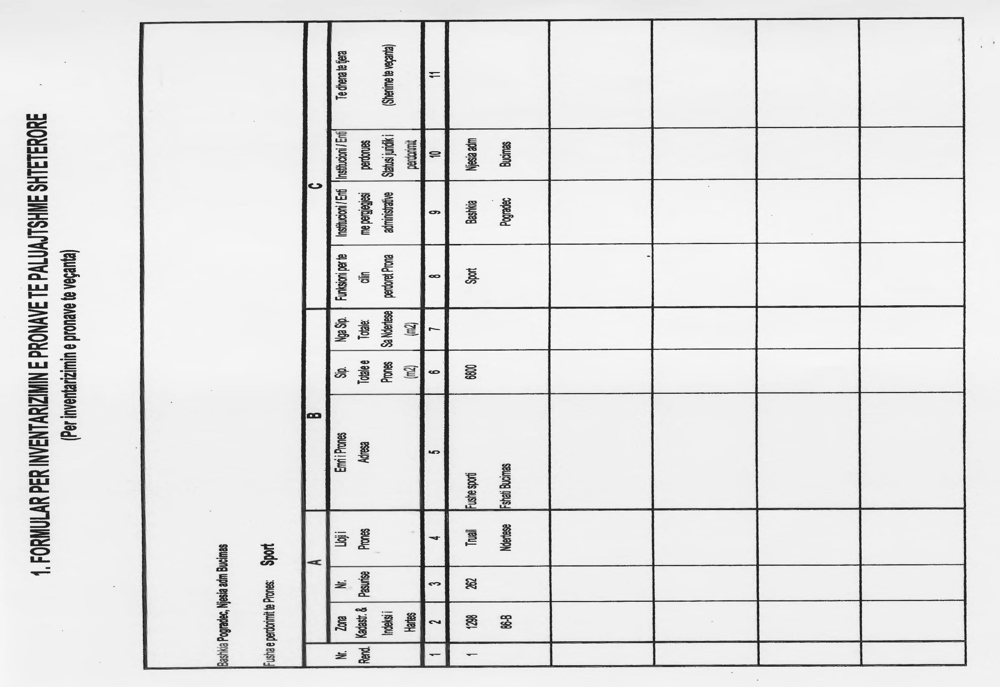 1. FORMULAR PER INVENTARIZIMIN E PRONAVE TE PALUAJTSHME SHTETERORE
(Per inventarizimin e pronave te veçanta)
Bashkia Pogradec, Njesia adm Bucimas
Fusha e perdorimit te Prones: Sport
A B C
Nr. Zona Nr. Lloji i Emri i Prones Sip. Nga Sip. Funksioni per te Institucioni / Enti Institucioni / Enti Te dhena te tjera
Rend. Kadastr. & Pasurise Prones Adresa Totale e Totale: cilin me pergjegjesi perdorues
Indeksi i Prones Sa Ndertese perdoret Prona administrative Statusi juridik i (Shenime te veçanta)
Hartes (m2) (m2) perdorimit
1 2 3 4 5 6 7 8 9 10 11
1 1298 262 Truall Fushe sporti 6800 Sport Bashkia Njesia adm
86-B Ndertese Fshati Bucimas Pogradec Bucimas